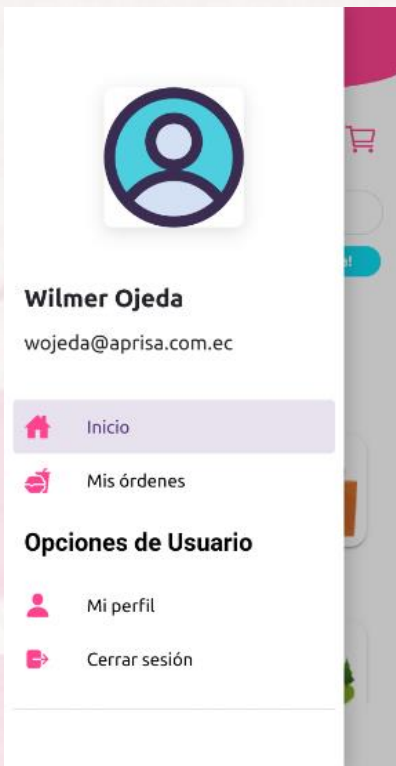 Wilmer Ojeda
wojeda@aprisa.com.ec
Inicio
Mis órdenes
Opciones de Usuario
Mi perfil
Cerrar sesión